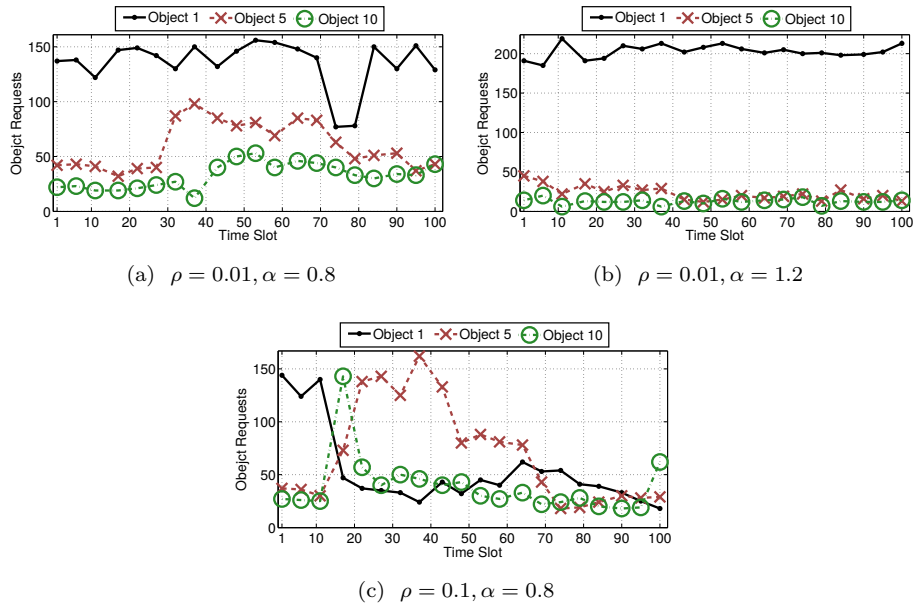 Object 1 Object 5 Object 10
150
100
50
0
Obejct Requests
1 10 20 30 40 50 60 70 80 90 100
Time Slot
(a) ρ = 0.01, α = 0.8
Object 1 Object 5 Object 10
200
150
100
50
0
Obejct Requests
1 10 20 30 40 50 60 70 80 90 100
Time Slot
(b) ρ = 0.01, α = 1.2
Object 1 Object 5 Object 10
150
100
50
0
Obejct Requests
1 10 20 30 40 50 60 70 80 90 100
Time Slot
(c) ρ = 0.1, α = 0.8